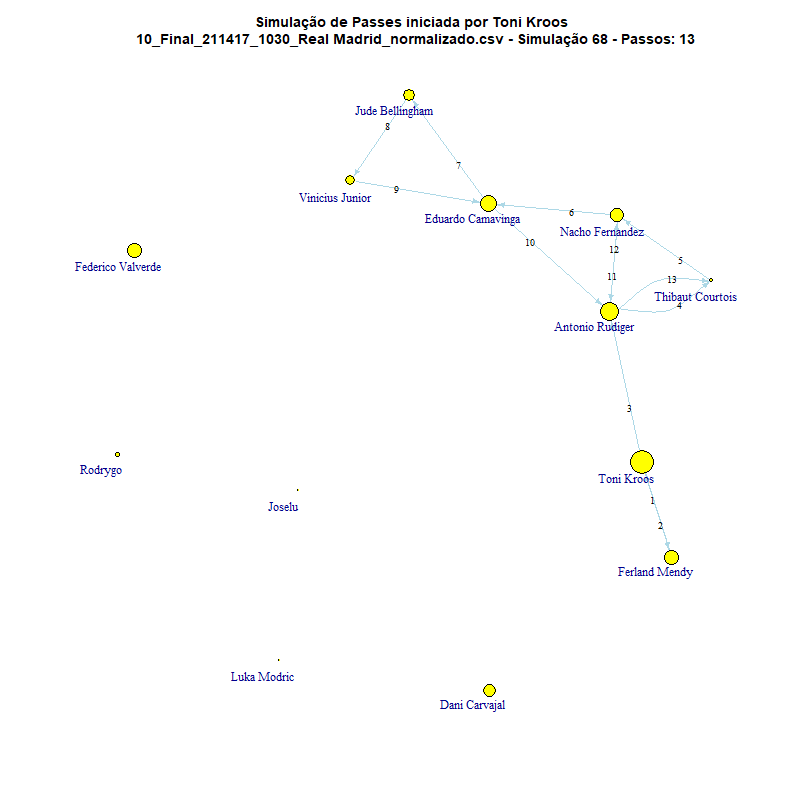 Simulação de Passes iniciada por Toni Kroos
10_Final_211417_1030_Real Madrid_normalizado.csv - Simulação 68 - Passos: 13
Jude Bellingham
8
7
Vinicius Junior
9
Eduardo Camavinga
6
Nacho Fernandez
10
12
5
Federico Valverde
11
13
Thibaut Courtois
4
Antonio Rudiger
3
Rodrygo
Toni Kroos
1
Joselu
2
Ferland Mendy
Luka Modric
Dani Carvajal